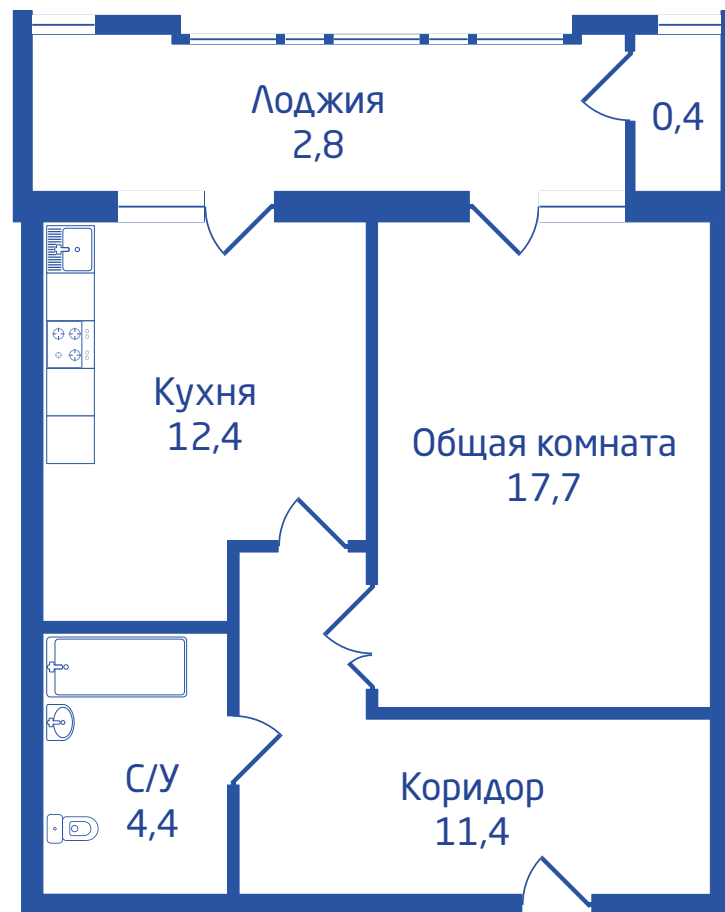 Лоджия
2,8
0,4
Кухня
12,4
Общая комната
17,7
С/У
4,4
Коридор
11,4